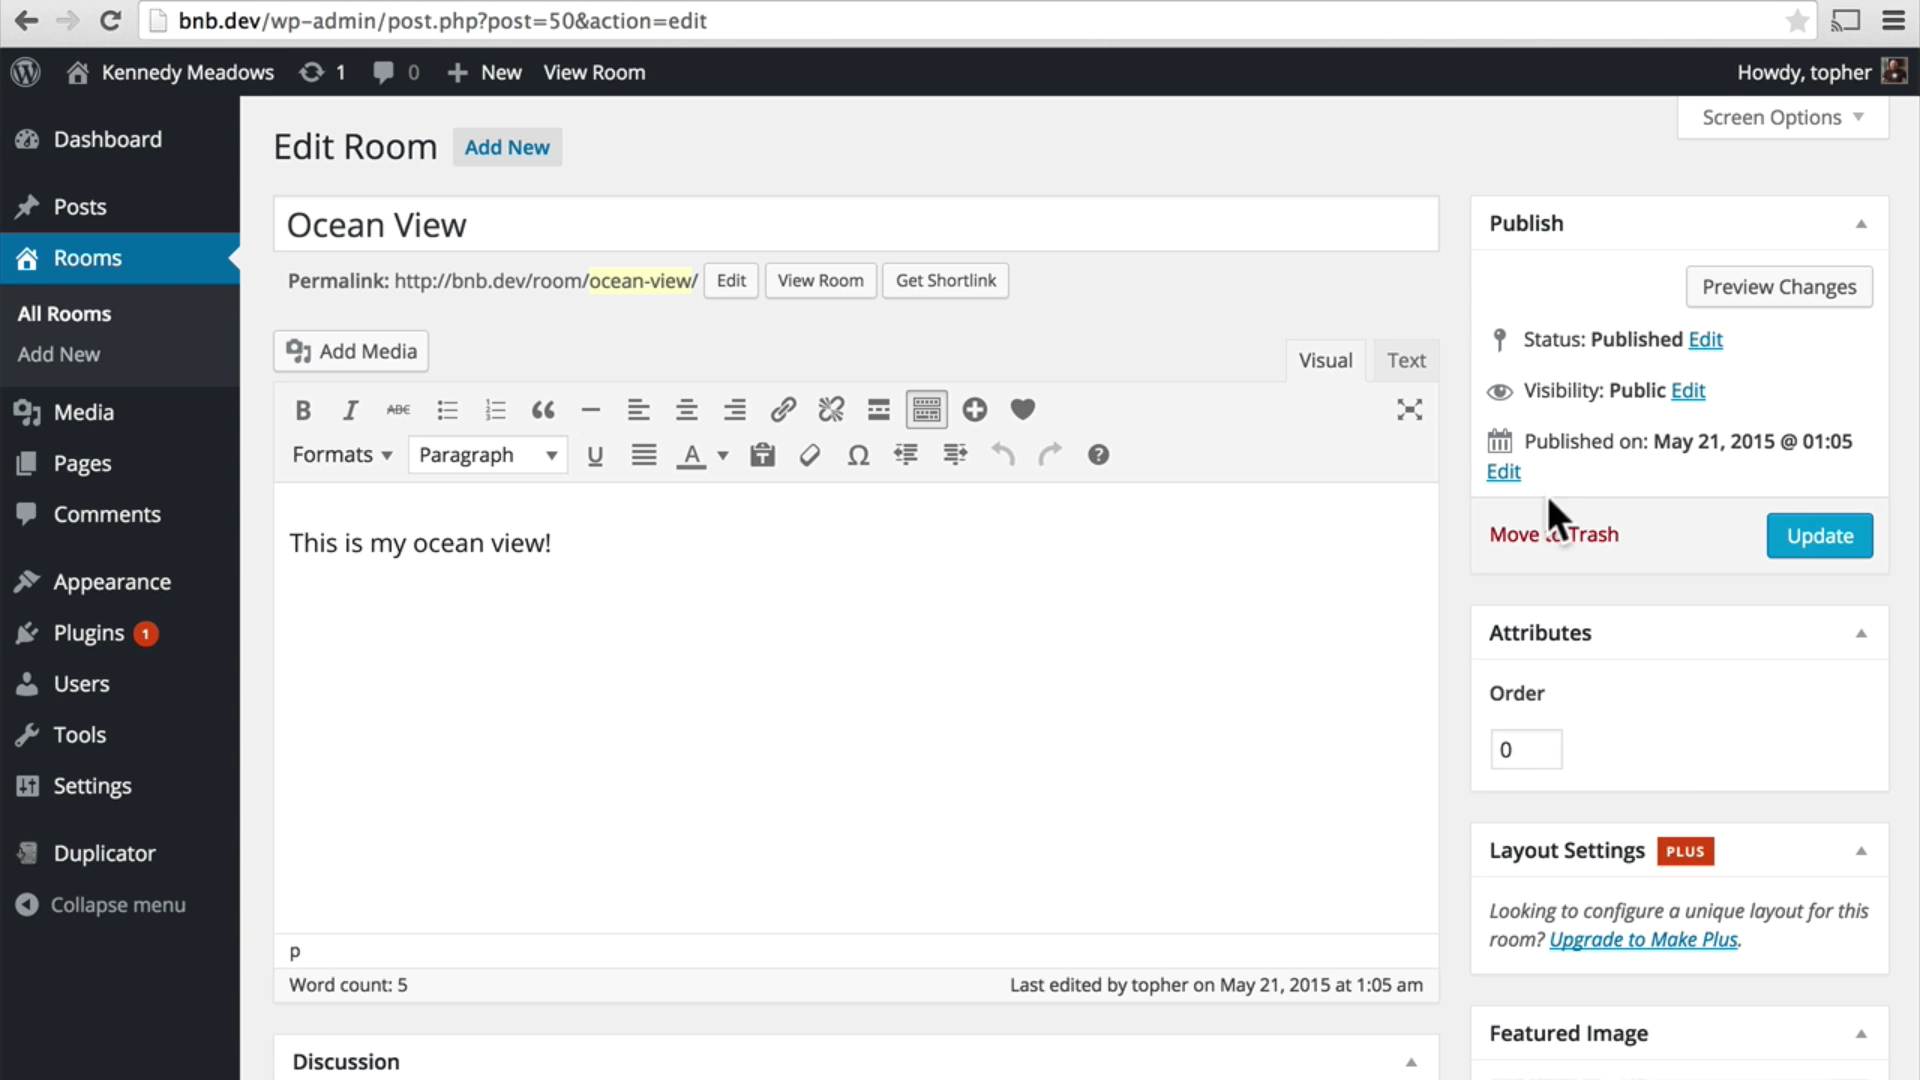 bnb.dev/wp-admin/post.php?post=50&action=edit
Kennedy Meadows 1 0 New View Room Howdy, topher
Screen Options
Dashboard
Posts
Rooms
All Rooms
Add New
Media
Pages
Comments
Appearance
Plugins 1
Users
Tools
Settings
Duplicator
Collapse menu
Edit Room Add New
Ocean View
Permalink: http://bnb.dev/room/ocean-view/ Edit View Room Get Shortlink
Add Media
Visual Text
B I ABC
Formats Paragraph U A Ω
This is my ocean view!
p
Word count: 5 Last edited by topher on May 21, 2015 at 1:05 am
Discussion
Publish
Preview Changes
Status: Published Edit
Visibility: Public Edit
Published on: May 21, 2015 @ 01:05
Edit
Move to Trash Update
Attributes
Order
0
Layout Settings PLUS
Looking to configure a unique layout for this
room? Upgrade to Make Plus.
Featured Image